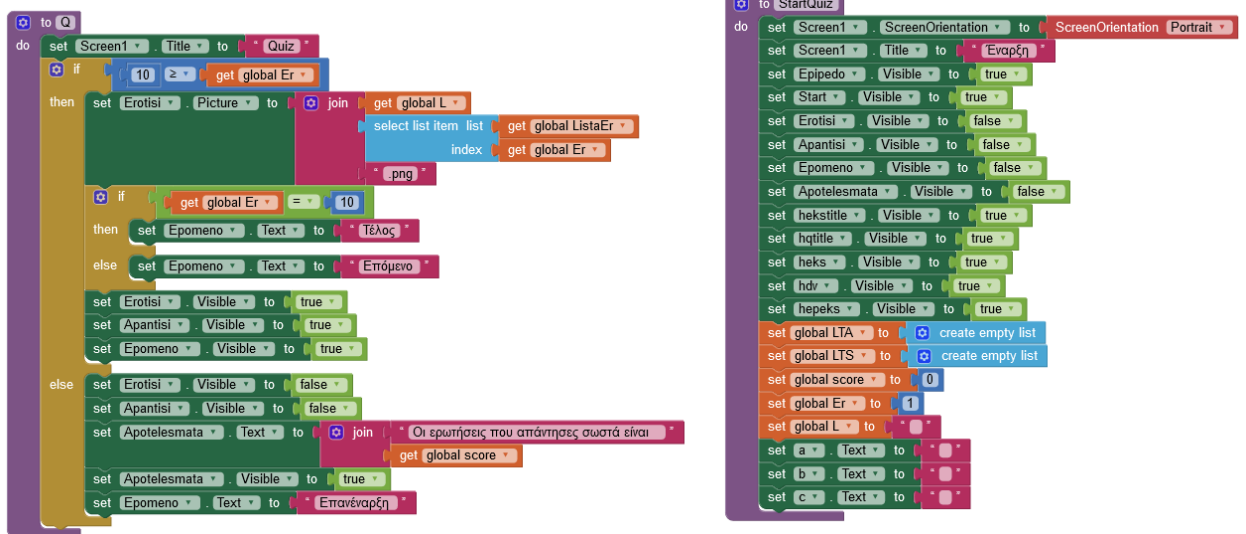 to Q
do set Screen1 . Title to " Quiz "
if 10 ≥ get global Er
then set Erotisi . Picture to join get global L
select list item list get global ListaEr
index get global Er
" .png "
if get global Er = 10
then set Epomeno . Text to " Τέλος "
else set Epomeno . Text to " Επόμενο "
set Erotisi . Visible to true
set Apantisi . Visible to true
set Epomeno . Visible to true
else set Erotisi . Visible to false
set Apantisi . Visible to false
set Apotelesmata . Text to join " Οι ερωτήσεις που απάντησες σωστά είναι "
get global score
set Apotelesmata . Visible to true
set Epomeno . Text to " Επανέναρξη "
to StartQuiz
do set Screen1 . ScreenOrientation to ScreenOrientation Portrait
set Screen1 . Title to " Έναρξη "
set Epipedo . Visible to true
set Start . Visible to true
set Erotisi . Visible to false
set Apantisi . Visible to false
set Epomeno . Visible to false
set Apotelesmata . Visible to false
set hekstitle . Visible to true
set hqtitle . Visible to true
set heks . Visible to true
set hdv . Visible to true
set hepeks . Visible to true
set global LTA to create empty list
set global LTS to create empty list
set global score to 0
set global Er to 1
set global L to " "
set a . Text to " "
set b . Text to " "
set c . Text to " "